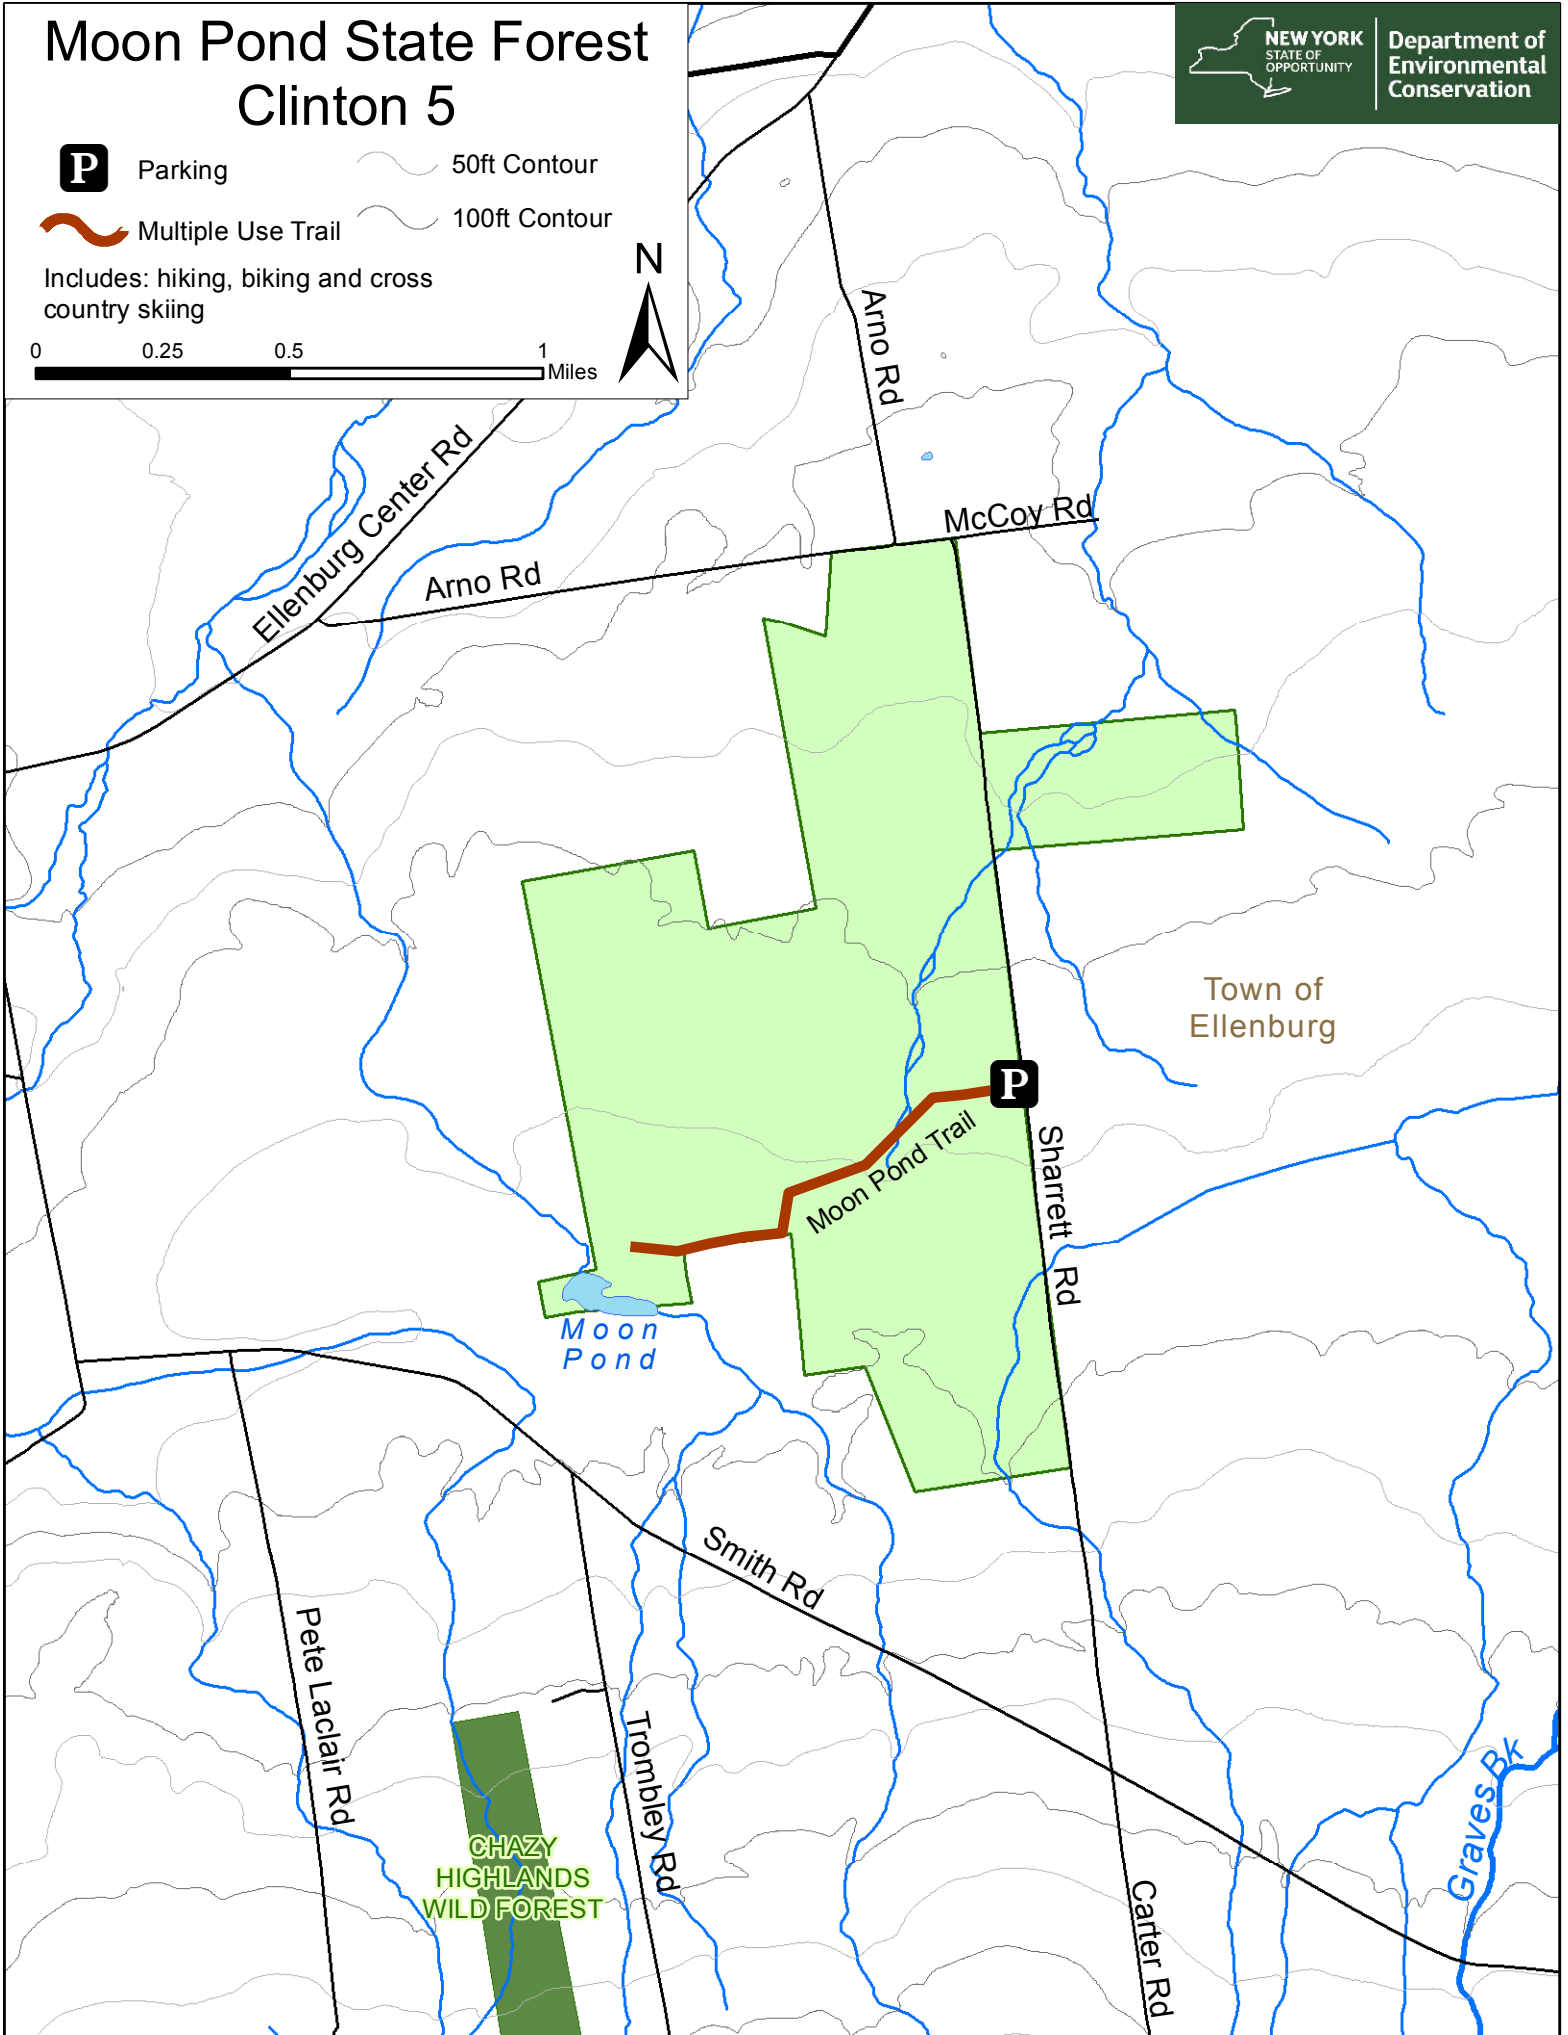 Moon Pond State Forest
Clinton 5
P
Parking
50ft Contour
Multiple Use Trail
100ft Contour
Includes: hiking, biking and cross
country skiing
N
0
0.25
0.5
1
Miles
NEW YORK
STATE OF
OPPORTUNITY
Department of
Environmental
Conservation
Arno Rd
Ellenburg Center Rd
McCoy Rd
Arno Rd
Town of
Ellenburg
P
Moon Pond Trail
Sharrett Rd
Moon
Pond
Smith Rd
Pete Laclair Rd
Trombley Rd
Graves Bk
CHAZY
HIGHLANDS
WILD FOREST
Carter Rd